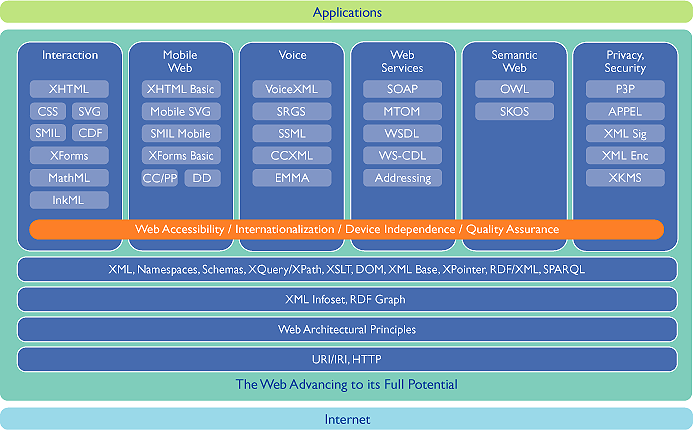 Applications
Interaction
XHTML
CSS SVG
SMIL CDF
XForms
MathML
InkML
Mobile
Web
XHTML Basic
Mobile SVG
SMIL Mobile
XForms Basic
CC/PP DD
Voice
VoiceXML
SRGS
SSML
CCXML
EMMA
Web
Services
SOAP
MTOM
WSDL
WS-CDL
Addressing
Semantic
Web
OWL
SKOS
Privacy,
Security
P3P
APPEL
XML Sig
XML Enc
XKMS
Web Accessibility / Internationalization / Device Independence / Quality Assurance
XML, Namespaces, Schemas, XQuery/XPath, XSLT, DOM, XML Base, XPointer, RDF/XML, SPARQL
XML Infoset, RDF Graph
Web Architectural Principles
URI/IRI, HTTP
The Web Advancing to its Full Potential
Internet